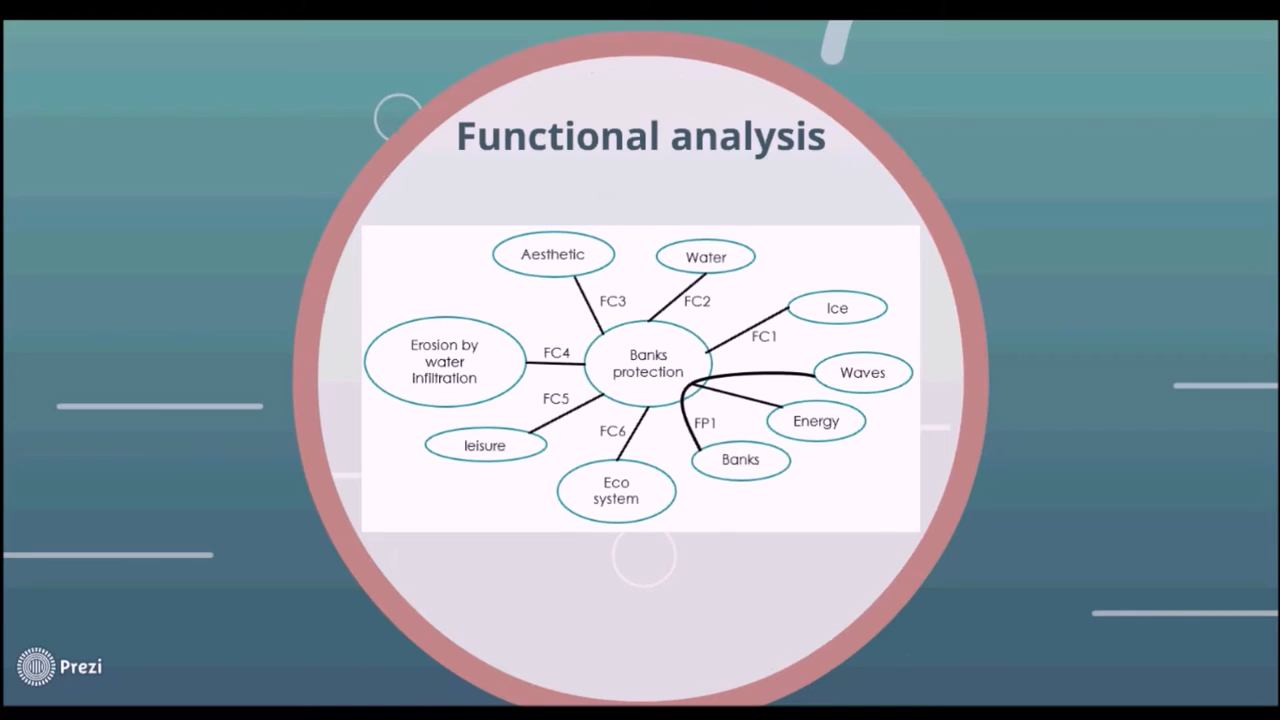 Functional analysis
Aesthetic
Water
FC3
FC2
Ice
FC1
Erosion by
water
Infiltration
FC4
Banks
protection
Waves
FC5
Energy
FP1
FC6
leisure
Banks
Eco
system
Prezi